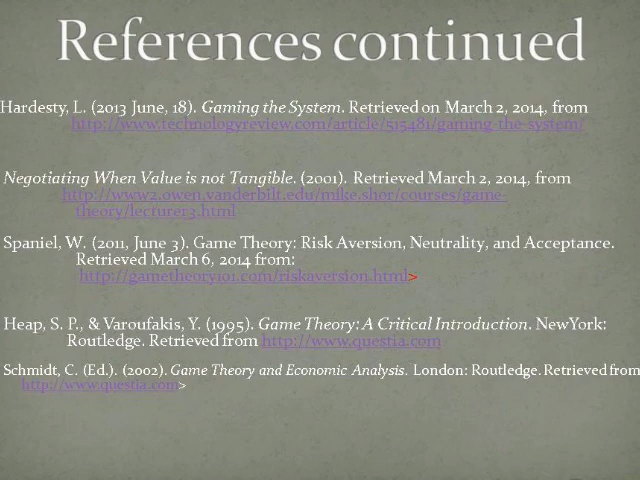 References continued
Hardesty, L. (2013 June, 18). Gaming the System. Retrieved on March 2, 2014, from
http://www.technologyreview.com/article/515481/gaming-the-system/
Negotiating When Value is not Tangible. (2001). Retrieved March 2, 2014, from
http://www2.owen.vanderbilt.edu/mike.shor/courses/game-
theory/lecture13.html
Spaniel, W. (2011, June 3). Game Theory: Risk Aversion, Neutrality, and Acceptance.
Retrieved March 6, 2014 from:
http://gametheory101.com/riskaversion.html>
Heap, S. P., & Varoufakis, Y. (1995). Game Theory: A Critical Introduction. NewYork:
Routledge. Retrieved from http://www.questia.com
Schmidt, C. (Ed.). (2002). Game Theory and Economic Analysis. London: Routledge. Retrieved from
http://www.questia.com>